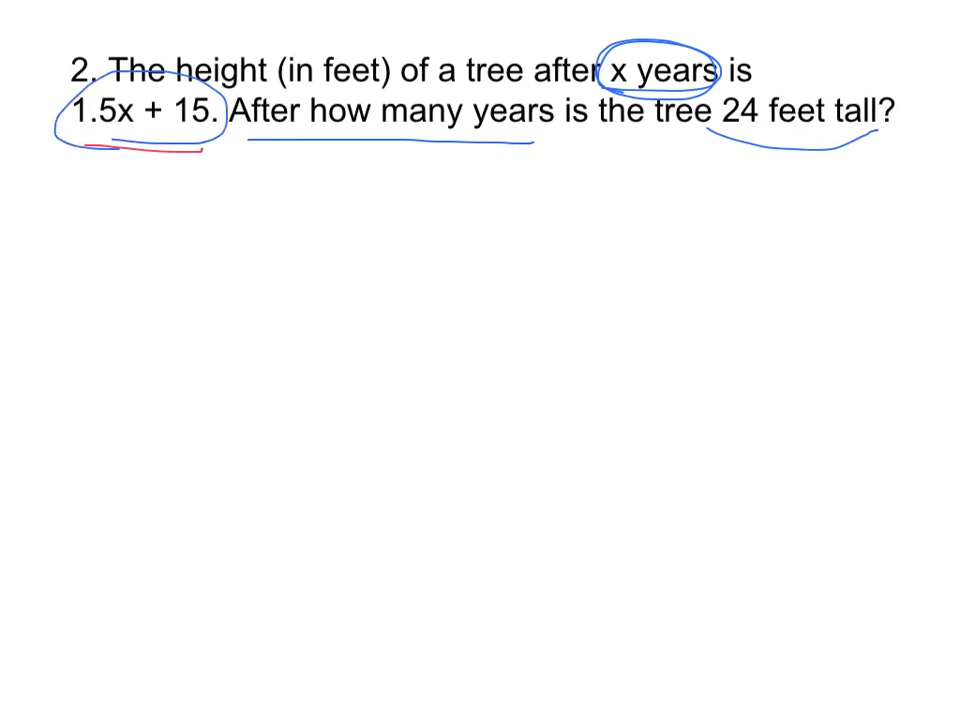 2. The height (in feet) of a tree after x years is
1.5x + 15. After how many years is the tree 24 feet tall?